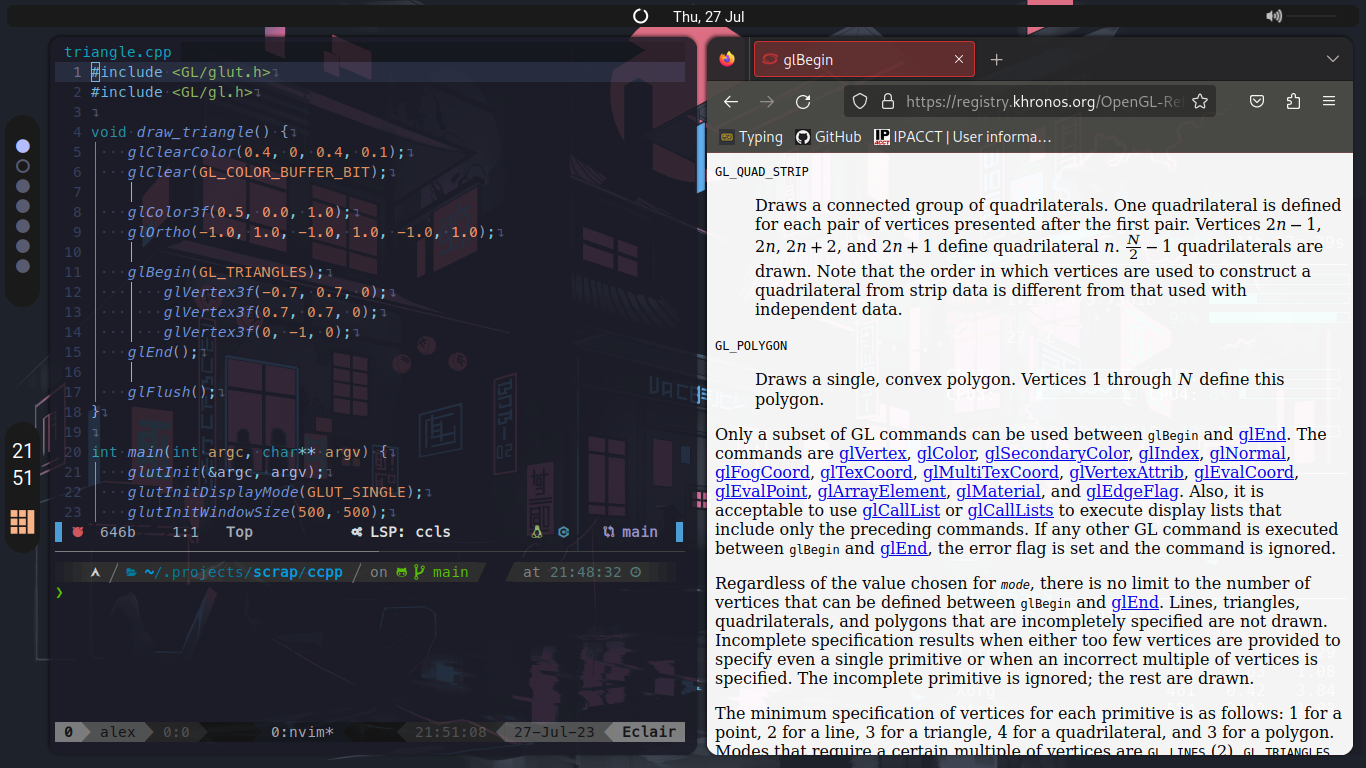 Thu, 27 Jul
21
51
triangle.cpp
1 #include <GL/glut.h>
2 #include <GL/gl.h>
3
4 void draw_triangle() {
5 glClearColor(0.4, 0, 0.4, 0.1);
6 glClear(GL_COLOR_BUFFER_BIT);
7
8 glColor3f(0.5, 0.0, 1.0);
9 glOrtho(-1.0, 1.0, -1.0, 1.0, -1.0, 1.0);
10
11 glBegin(GL_TRIANGLES);
12 glVertex3f(-0.7, 0.7, 0);
13 glVertex3f(0.7, 0.7, 0);
14 glVertex3f(0, -1, 0);
15 glEnd();
16
17 glFlush();
18 }
19
20 int main(int argc, char** argv) {
21 glutInit(&argc, argv);
22 glutInitDisplayMode(GLUT_SINGLE);
23 glutInitWindowSize(500, 500);
646b 1:1 Top LSP: ccls main
~/.projects/scrap/ccpp on main at 21:48:32
❯
0 alex 0:0 0:nvim* 21:51:08 27-Jul-23 Eclair
glBegin
https://registry.khronos.org/OpenGL-Re
Typing GitHub IPACCT | User informa…
GL_QUAD_STRIP
Draws a connected group of quadrilaterals. One quadrilateral is defined
for each pair of vertices presented after the first pair. Vertices 2n − 1,
2n, 2n + 2, and 2n + 1 define quadrilateral n. N/2 − 1 quadrilaterals are
drawn. Note that the order in which vertices are used to construct a
quadrilateral from strip data is different from that used with
independent data.
GL_POLYGON
Draws a single, convex polygon. Vertices 1 through N define this
polygon.
Only a subset of GL commands can be used between glBegin and glEnd. The
commands are glVertex, glColor, glSecondaryColor, glIndex, glNormal,
glFogCoord, glTexCoord, glMultiTexCoord, glVertexAttrib, glEvalCoord,
glEvalPoint, glArrayElement, glMaterial, and glEdgeFlag. Also, it is
acceptable to use glCallList or glCallLists to execute display lists that
include only the preceding commands. If any other GL command is executed
between glBegin and glEnd, the error flag is set and the command is ignored.
Regardless of the value chosen for mode, there is no limit to the number of
vertices that can be defined between glBegin and glEnd. Lines, triangles,
quadrilaterals, and polygons that are incompletely specified are not drawn.
Incomplete specification results when either too few vertices are provided to
specify even a single primitive or when an incorrect multiple of vertices is
specified. The incomplete primitive is ignored; the rest are drawn.
The minimum specification of vertices for each primitive is as follows: 1 for a
point, 2 for a line, 3 for a triangle, 4 for a quadrilateral, and 3 for a polygon.
Modes that require a certain multiple of vertices are GL_LINES (2), GL_TRIANGLES